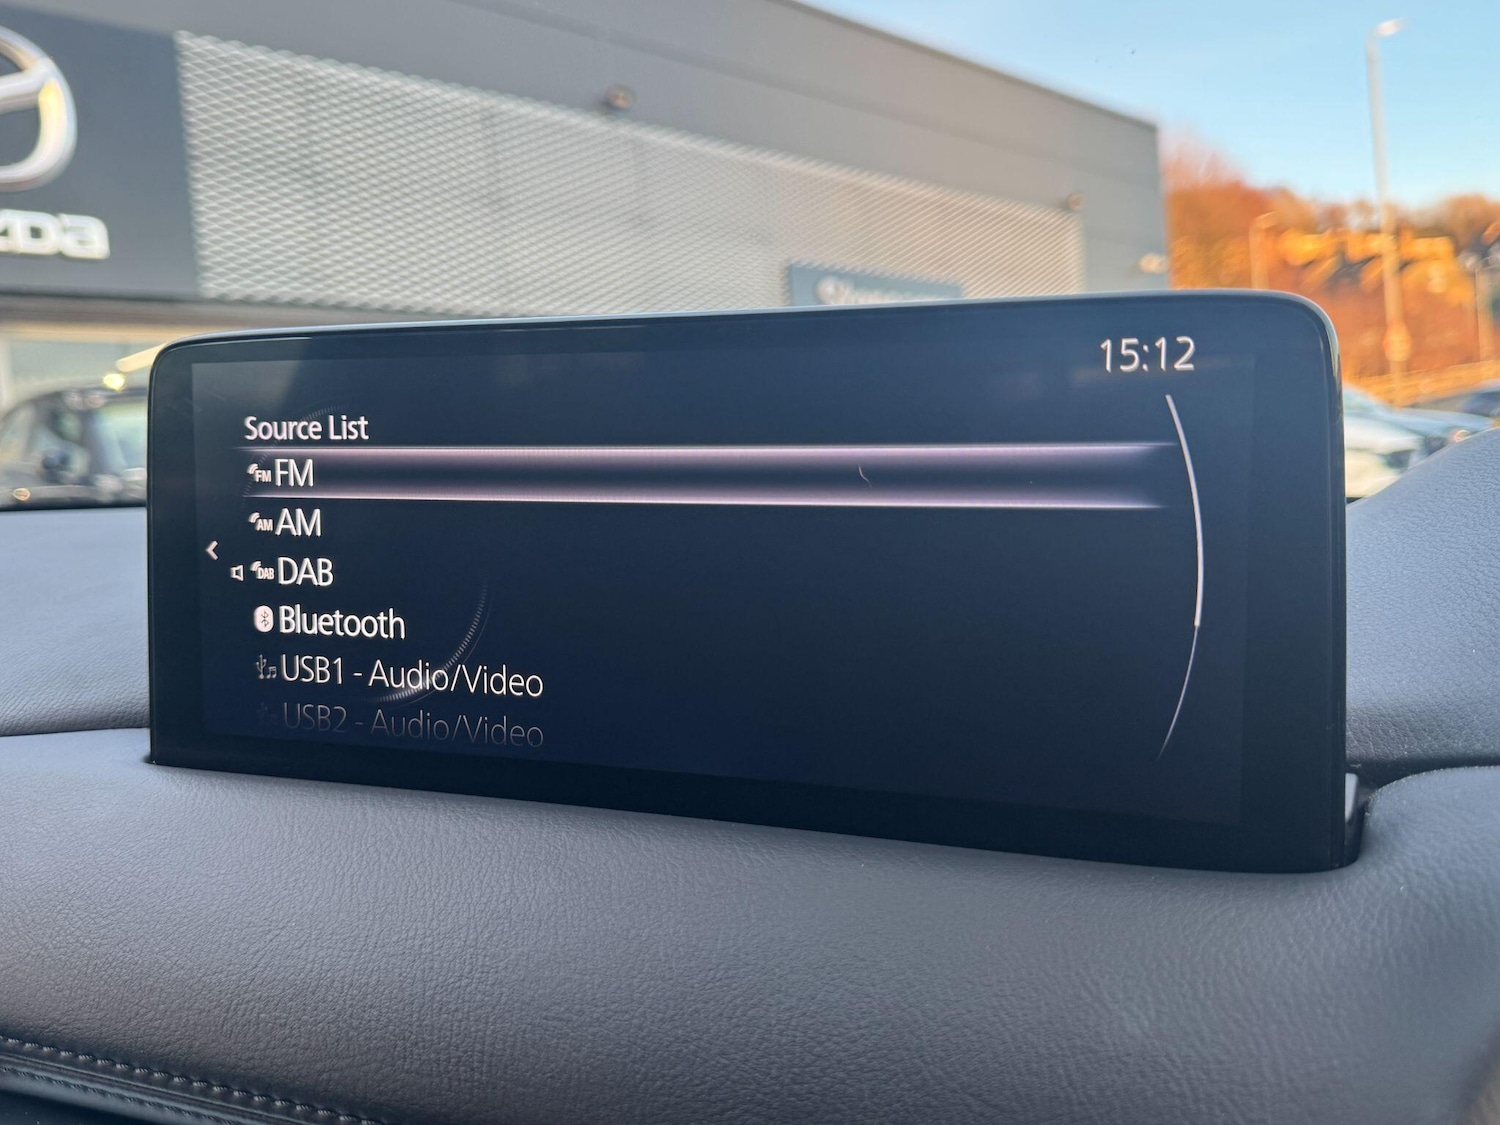 15:12
Source List
FM FM
AM AM
DAB DAB
Bluetooth
USB1 - Audio/Video
USB2 - Audio/Video